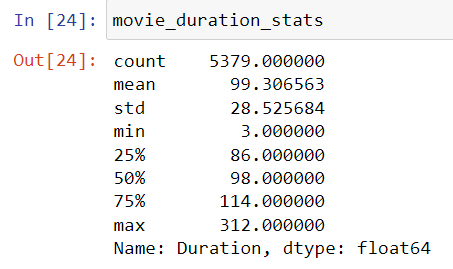 In [24]: movie_duration_stats
Out[24]: count 5379.000000
mean 99.306563
std 28.525684
min 3.000000
25% 86.000000
50% 98.000000
75% 114.000000
max 312.000000
Name: Duration, dtype: float64